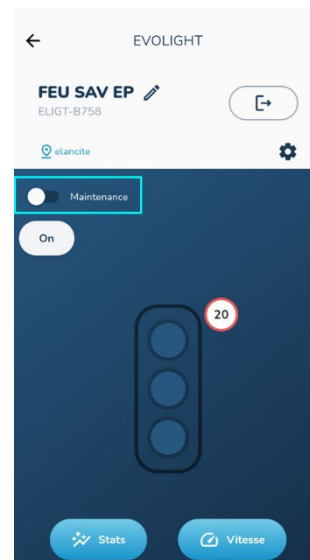 EVOLIGHT
FEU SAV EP
ELIGT-B758
elancite
Maintenance
On
20
Stats
Vitesse